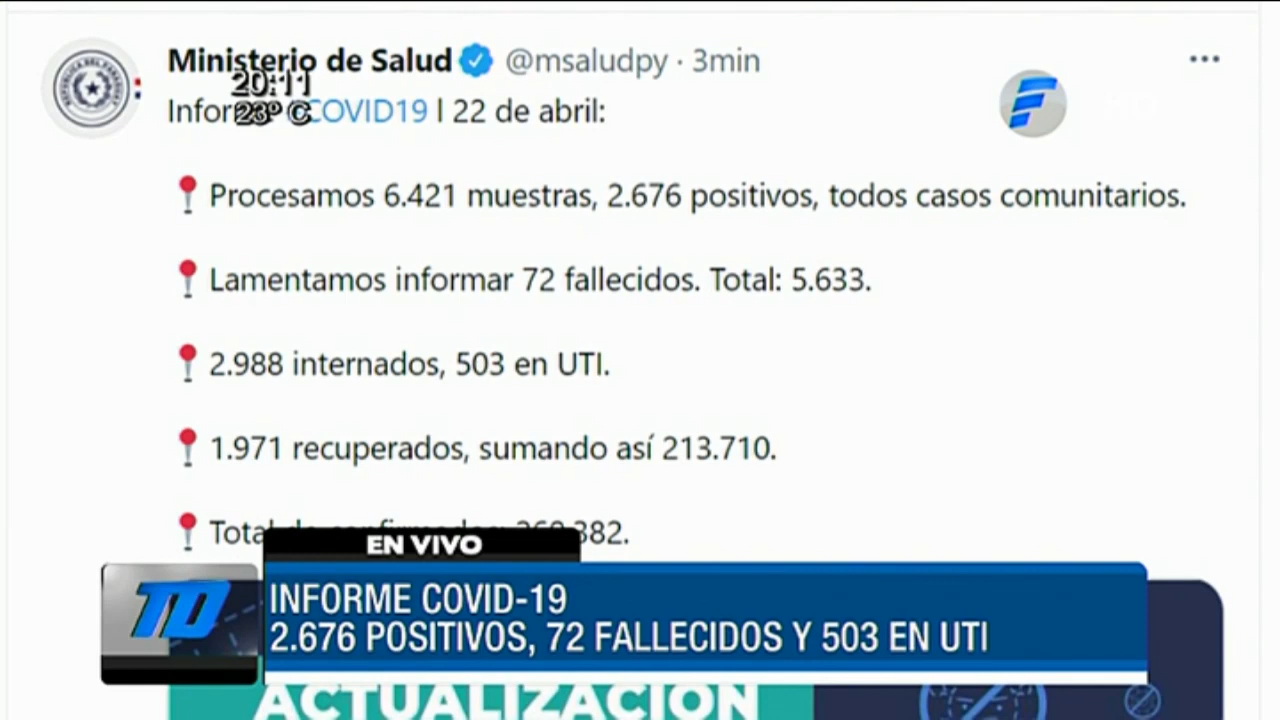 Ministerio de Salud @msaludpy · 3min
20:11
23º C
COVID19 | 22 de abril:
Procesamos 6.421 muestras, 2.676 positivos, todos casos comunitarios.
Lamentamos informar 72 fallecidos. Total: 5.633.
2.988 internados, 503 en UTI.
1.971 recuperados, sumando así 213.710.
EN VIVO
TD
INFORME COVID-19
2.676 POSITIVOS, 72 FALLECIDOS Y 503 EN UTI
ACTUALIZACIÓN